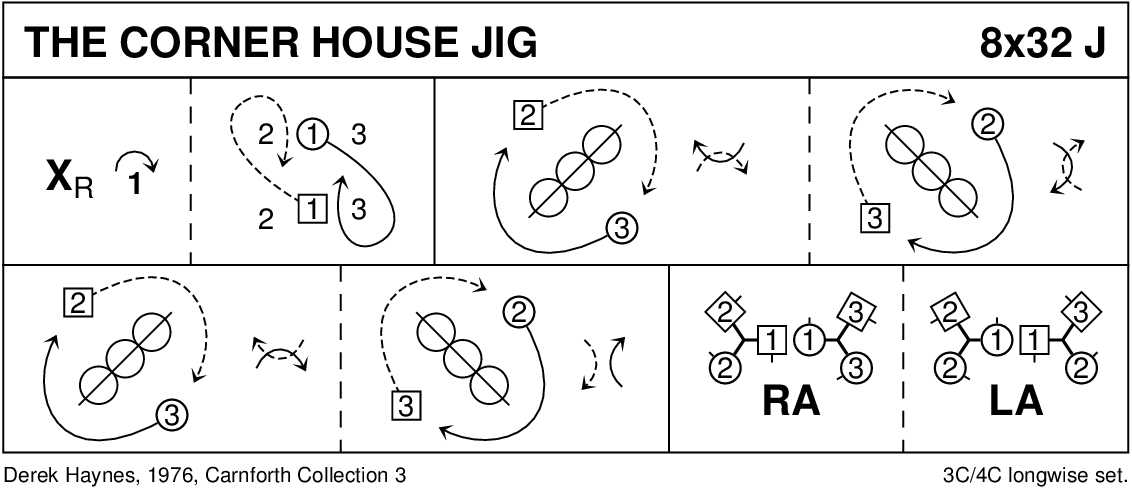 THE CORNER HOUSE JIG 8x32 J
XR 1
2 1 3
2 1 3
2 3
2 3
2 3
2 3
2 1 1 3
2 3
RA
2 1 1 3
2 2
LA
Derek Haynes, 1976, Carnforth Collection 3 3C/4C longwise set.